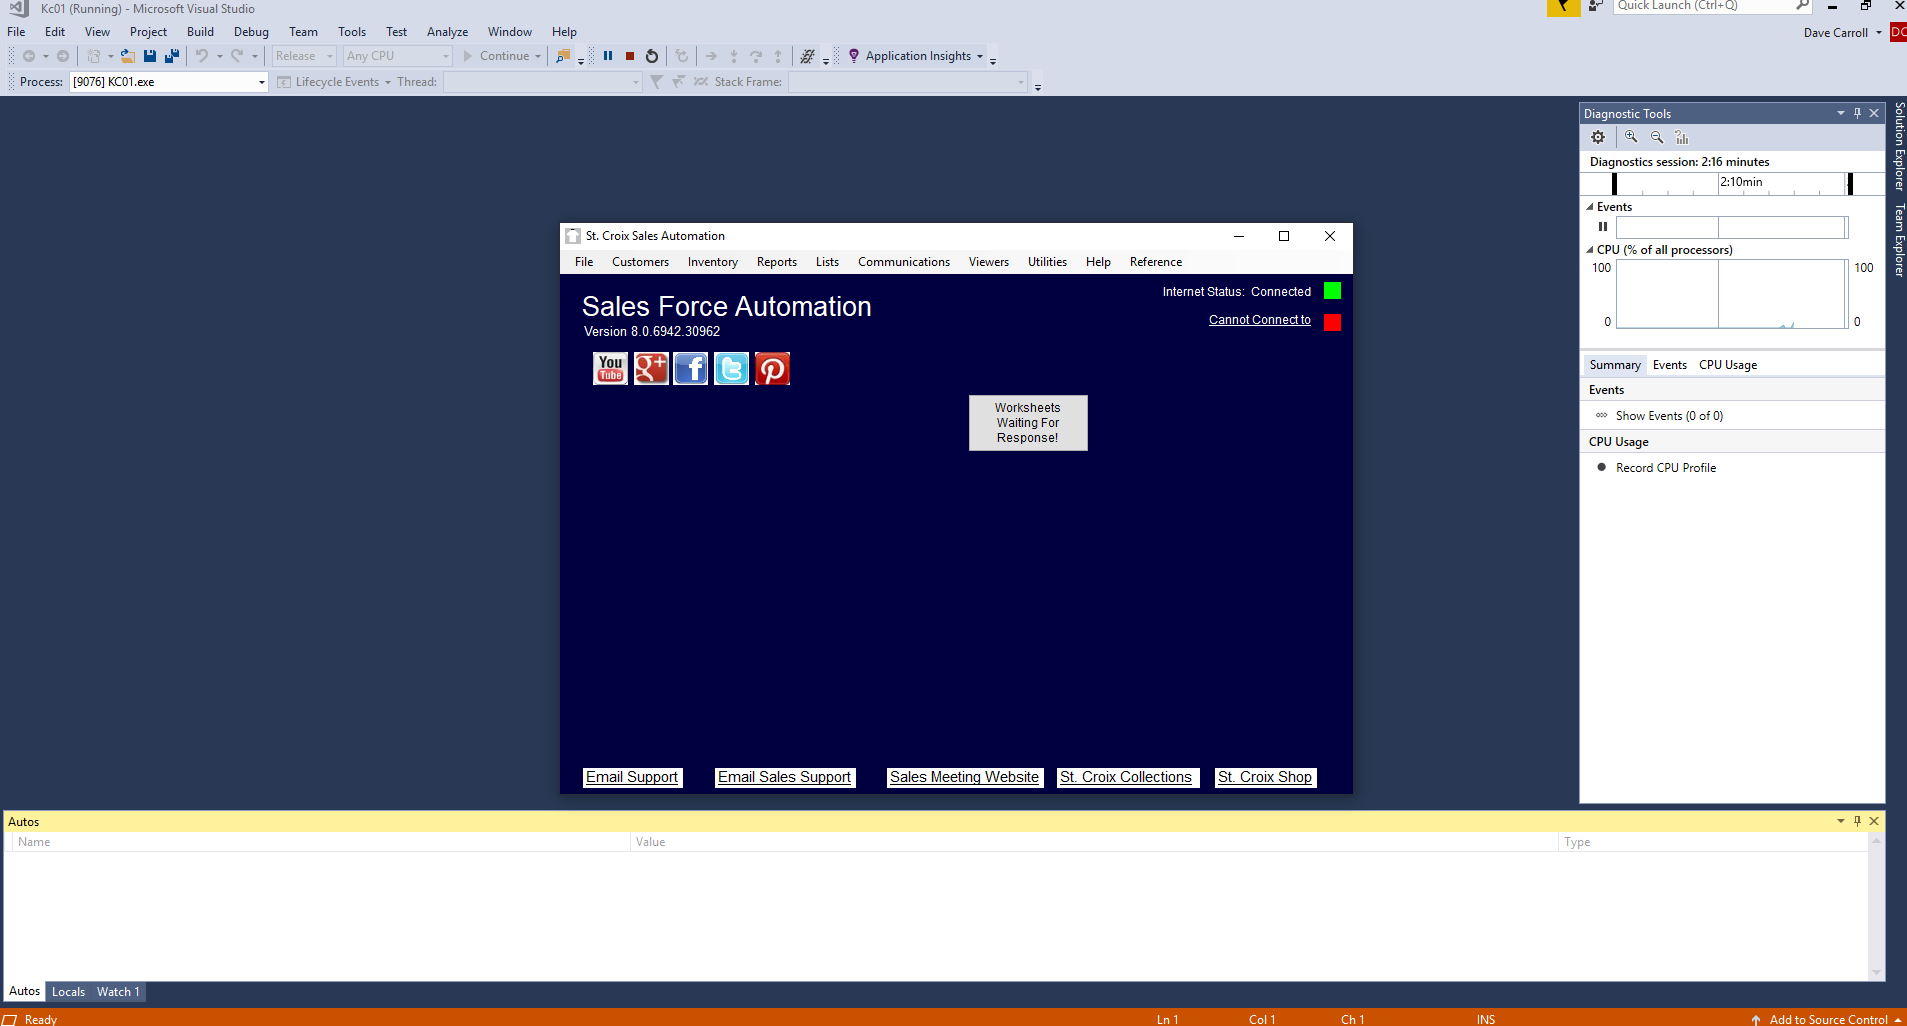 Kc01 (Running) - Microsoft Visual Studio
Quick Launch (Ctrl+Q)
File Edit View Project Build Debug Team Tools Test Analyze Window Help
Dave Carroll
DC
Release Any CPU Continue Application Insights
Process: [9076] KC01.exe Lifecycle Events Thread: Stack Frame:
Solution Explorer
Team Explorer
Diagnostic Tools
Diagnostics session: 2:16 minutes
2:10min
Events
CPU (% of all processors)
100 100
0 0
Summary Events CPU Usage
Events
Show Events (0 of 0)
CPU Usage
Record CPU Profile
St. Croix Sales Automation
File Customers Inventory Reports Lists Communications Viewers Utilities Help Reference
Internet Status: Connected
Sales Force Automation
Cannot Connect to
Version 8.0.6942.30962
You
Tube
g+
f
t
Worksheets
Waiting For
Response!
Email Support Email Sales Support Sales Meeting Website St. Croix Collections St. Croix Shop
Autos
Name Value Type
Autos Locals Watch 1
Ready Ln 1 Col 1 Ch 1 INS Add to Source Control